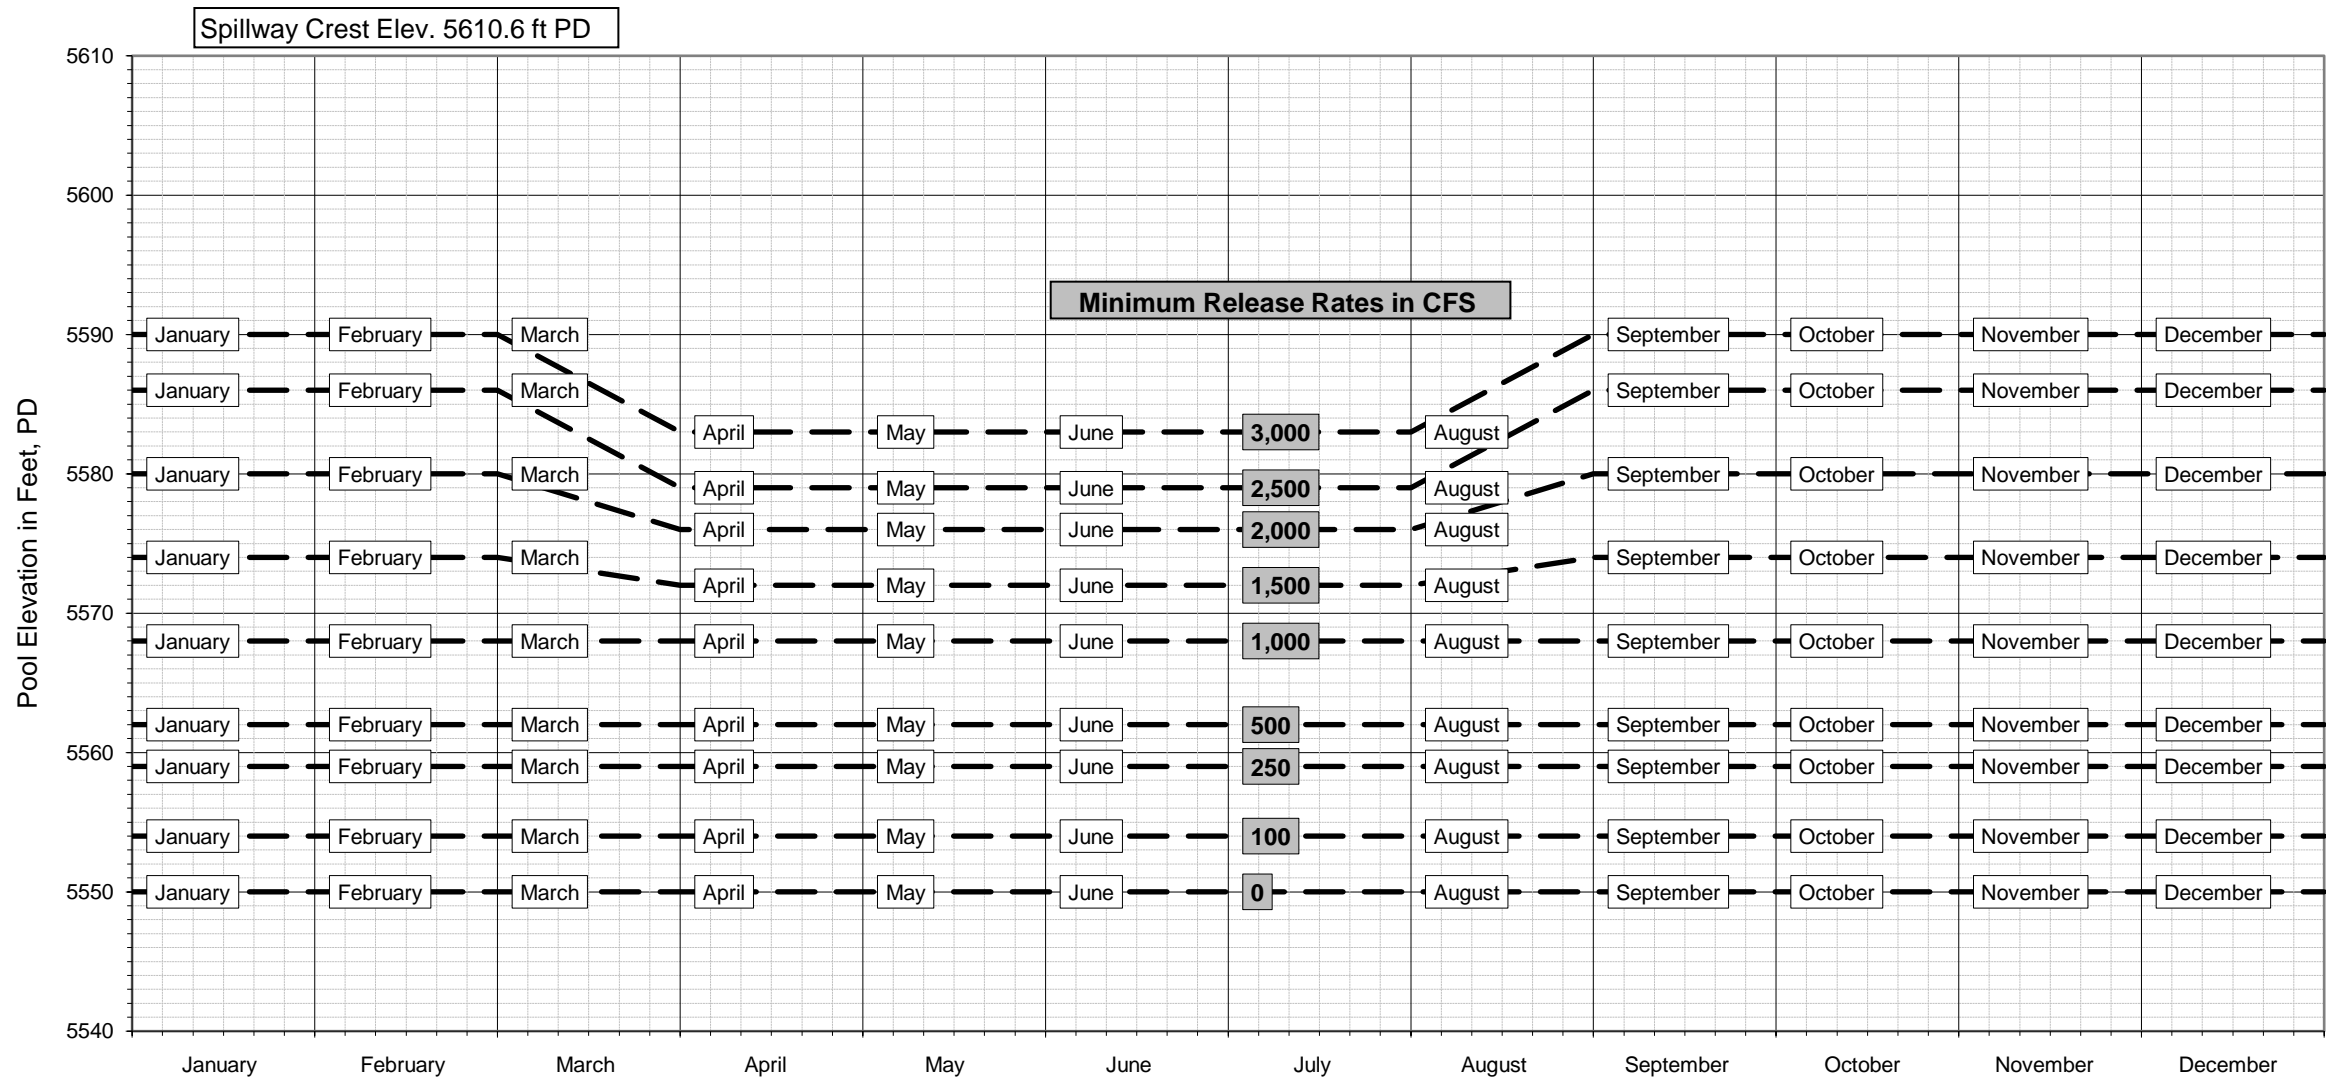 Spillway Crest Elev. 5610.6 ft PD
5610
5600
Minimum Release Rates in CFS
5590 January February March September October November December
January February March September October November December
April May June 3,000 August
5580 January February March September October November December
April May June 2,500 August
April May June 2,000 August
January February March September October November December
April May June 1,500 August
5570
January February March April May June 1,000 August September October November December
January February March April May June 500 August September October November December
5560
January February March April May June 250 August September October November December
January February March April May June 100 August September October November December
5550 January February March April May June 0 August September October November December
5540
Pool Elevation in Feet, PD
January February March April May June July August September October November December